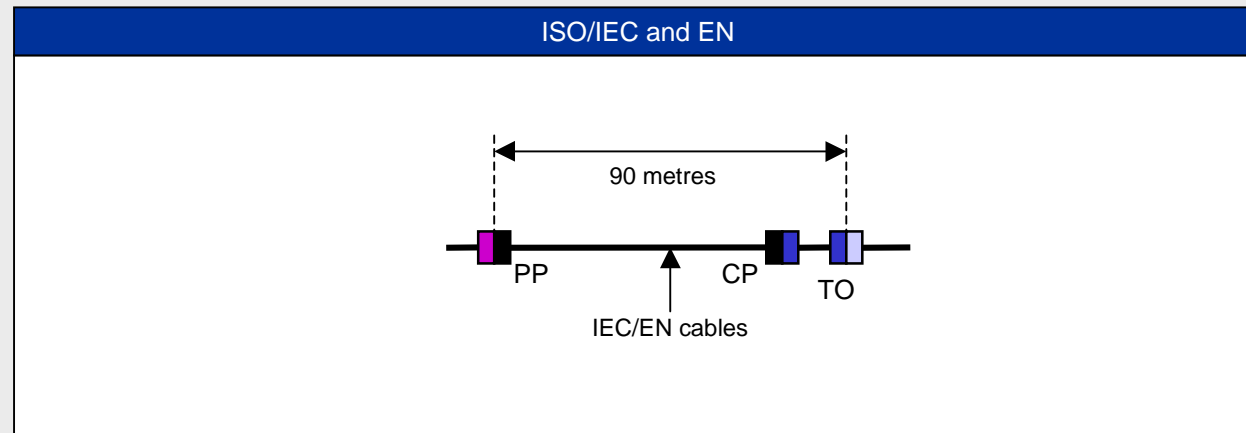 ISO/IEC and EN
90 metres
PP
CP
TO
IEC/EN cables